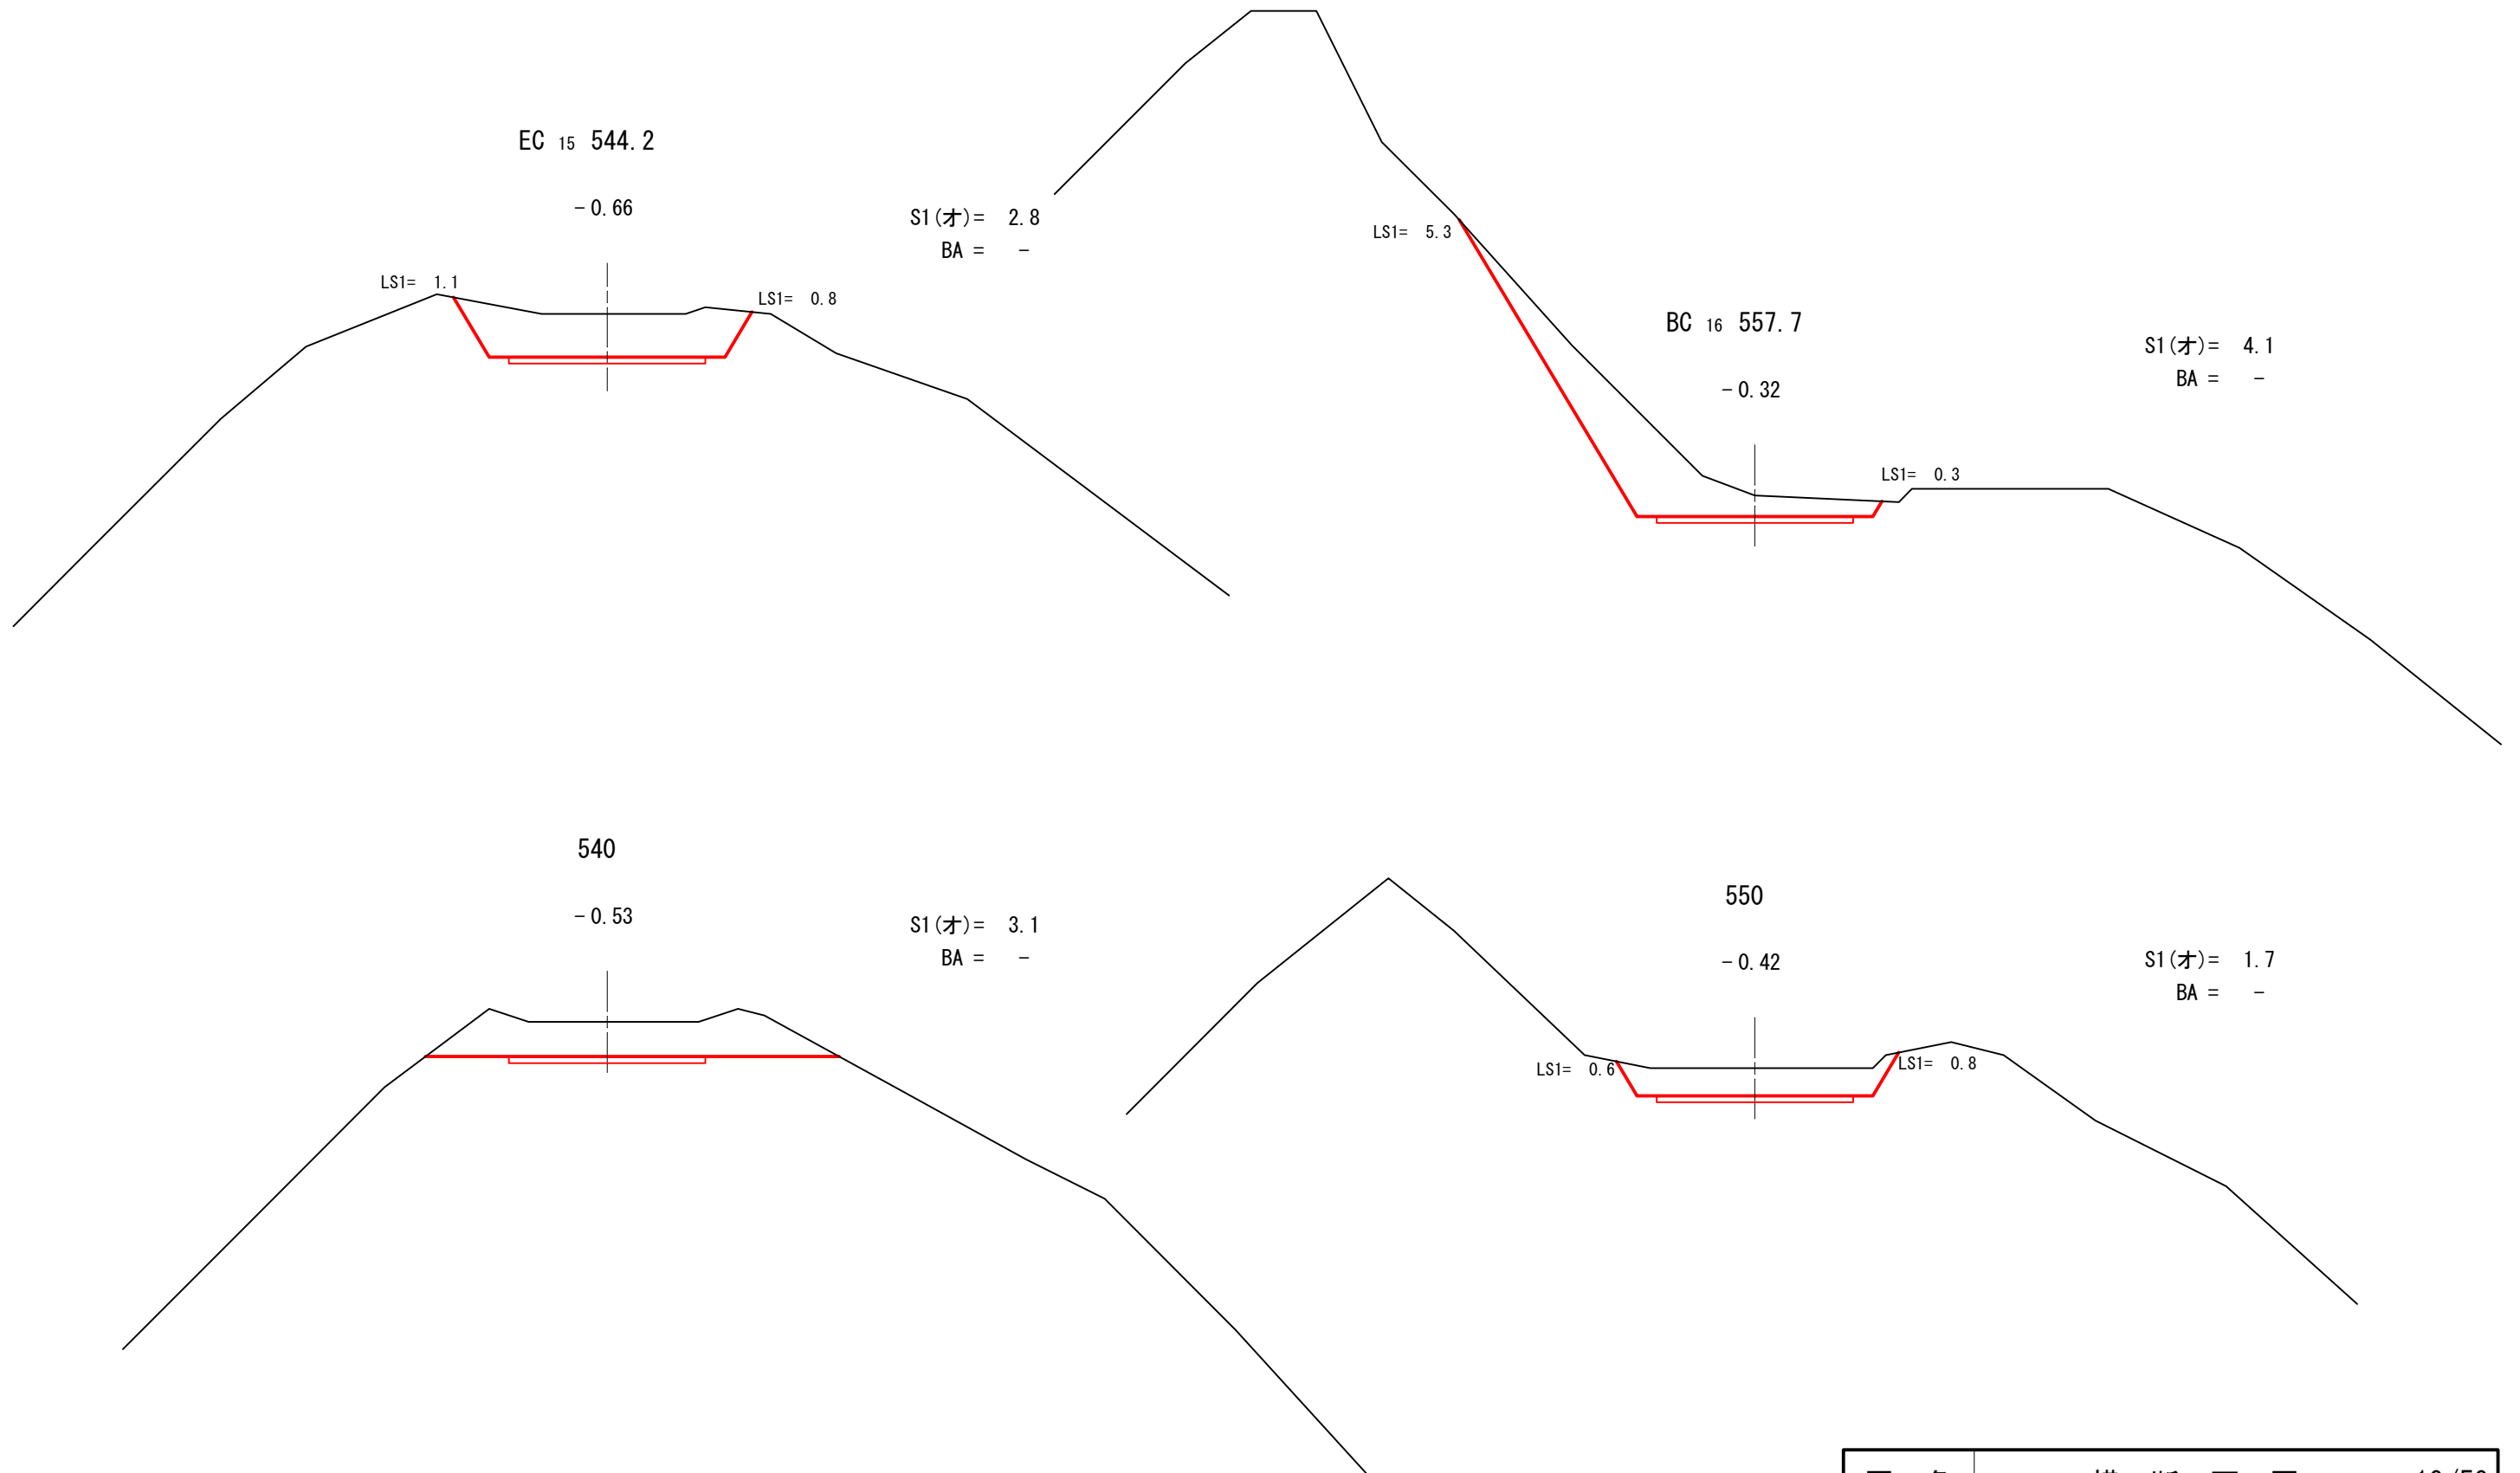 EC 15 544.2
-0.66
S1(オ)= 2.8
BA = -
LS1= 1.1
LS1= 0.8
LS1= 5.3
BC 16 557.7
-0.32
S1(オ)= 4.1
BA = -
LS1= 0.3
540
-0.53
S1(オ)= 3.1
BA = -
550
-0.42
S1(オ)= 1.7
BA = -
LS1= 0.6
LS1= 0.8